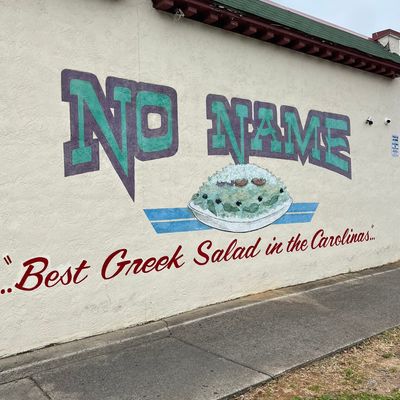 NO NAME
"...Best Greek Salad in the Carolinas...